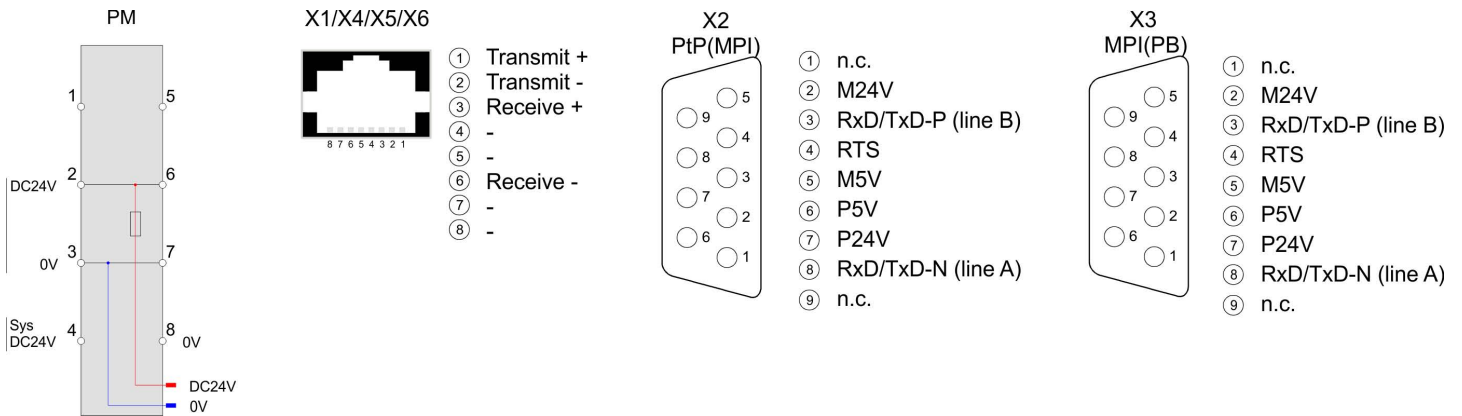 PM
1
5
2
6
DC24V
3
7
0V
Sys
DC24V
4
8
0V
DC24V
0V
X1/X4/X5/X6
8 7 6 5 4 3 2 1
1 Transmit +
2 Transmit -
3 Receive +
4 -
5 -
6 Receive -
7 -
8 -
X2
PtP(MPI)
5
9
4
8
3
7
2
6
1
1 n.c.
2 M24V
3 RxD/TxD-P (line B)
4 RTS
5 M5V
6 P5V
7 P24V
8 RxD/TxD-N (line A)
9 n.c.
X3
MPI(PB)
5
9
4
8
3
7
2
6
1
1 n.c.
2 M24V
3 RxD/TxD-P (line B)
4 RTS
5 M5V
6 P5V
7 P24V
8 RxD/TxD-N (line A)
9 n.c.